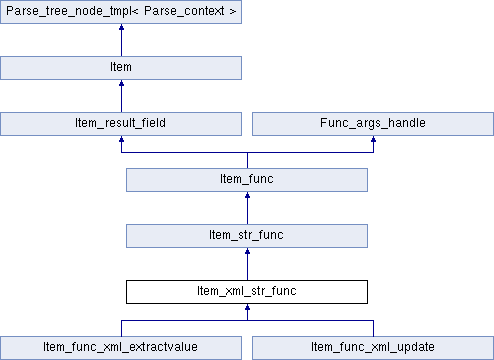 Parse_tree_node_tmpl< Parse_context >
Item
Item_result_field
Func_args_handle
Item_func
Item_str_func
Item_xml_str_func
Item_func_xml_extractvalue
Item_func_xml_update